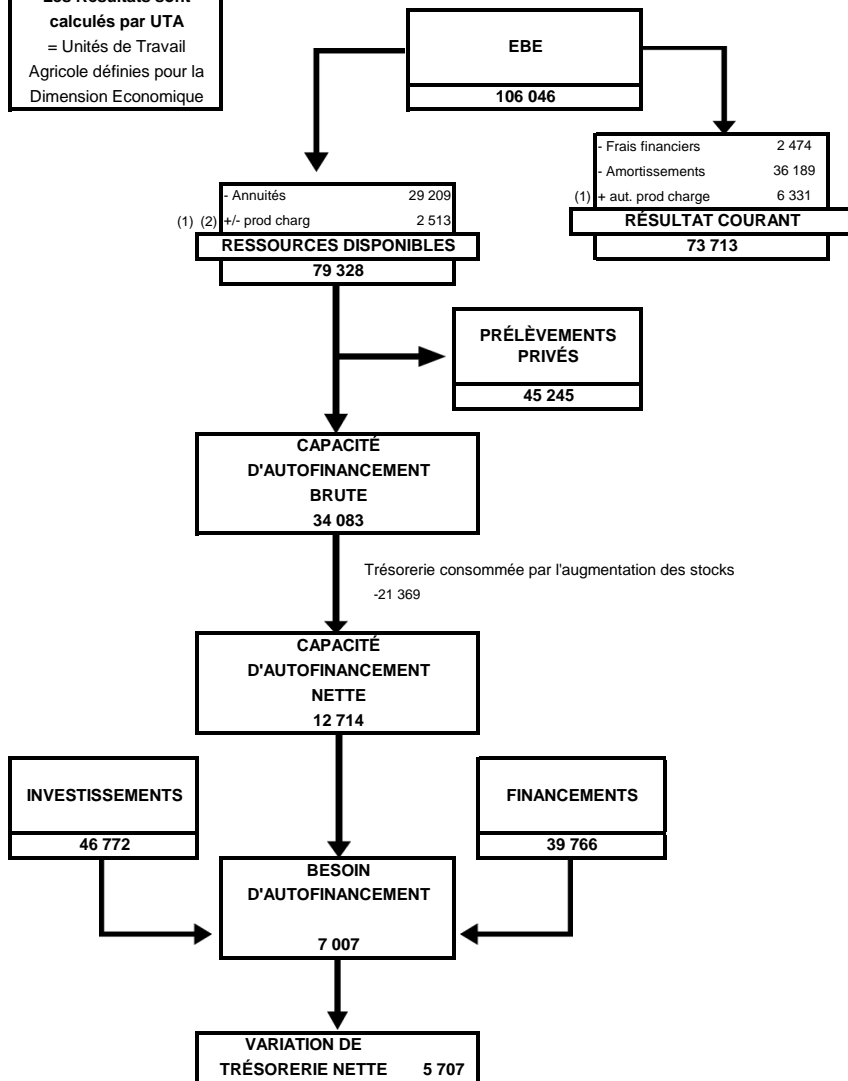 Les Résultats sont
calculés par UTA
= Unités de Travail
Agricole définies pour la
Dimension Economique
EBE
106 046
- Frais financiers 2 474
- Amortissements 36 189
(1) + aut. prod charge 6 331
RÉSULTAT COURANT
73 713
- Annuités 29 209
(1) (2) +/- prod charg 2 513
RESSOURCES DISPONIBLES
79 328
PRÉLÈVEMENTS
PRIVÉS
45 245
CAPACITÉ
D'AUTOFINANCEMENT
BRUTE
34 083
Trésorerie consommée par l'augmentation des stocks
-21 369
CAPACITÉ
D'AUTOFINANCEMENT
NETTE
12 714
INVESTISSEMENTS
46 772
FINANCEMENTS
39 766
BESOIN
D'AUTOFINANCEMENT
7 007
VARIATION DE
TRÉSORERIE NETTE 5 707